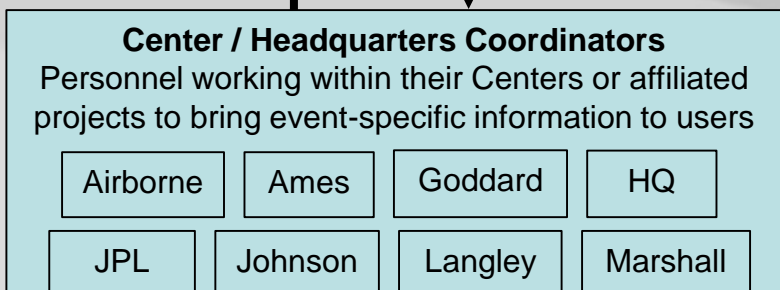 Center / Headquarters Coordinators
Personnel working within their Centers or affiliated
projects to bring event-specific information to users
Airborne Ames Goddard HQ
JPL Johnson Langley Marshall